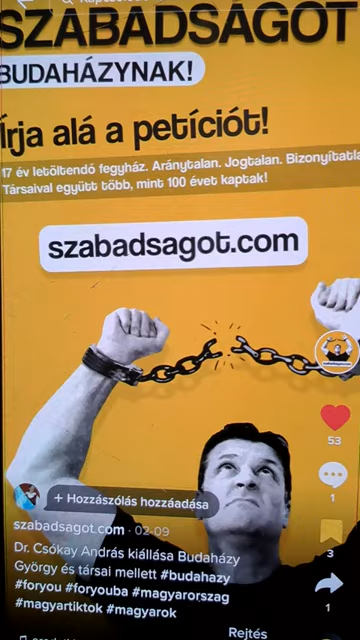 SZABADSÁGOT
BUDAHÁZYNAK!
Írja alá a petíciót!
17 év letöltendő fegyház. Aránytalan. Jogtalan.
Társaival együtt több, mint 100 évet kaptak!
szabadsagot.com
53
1
+ Hozzászólás hozzáadása
3
szabadsagot.com · 02-09
Dr. Csókay András kiállása Budaházy
György és társai mellett #budahazy
#foryou #foryouba #magyarország
#magyartiktok #magyarok
1
Rejtés